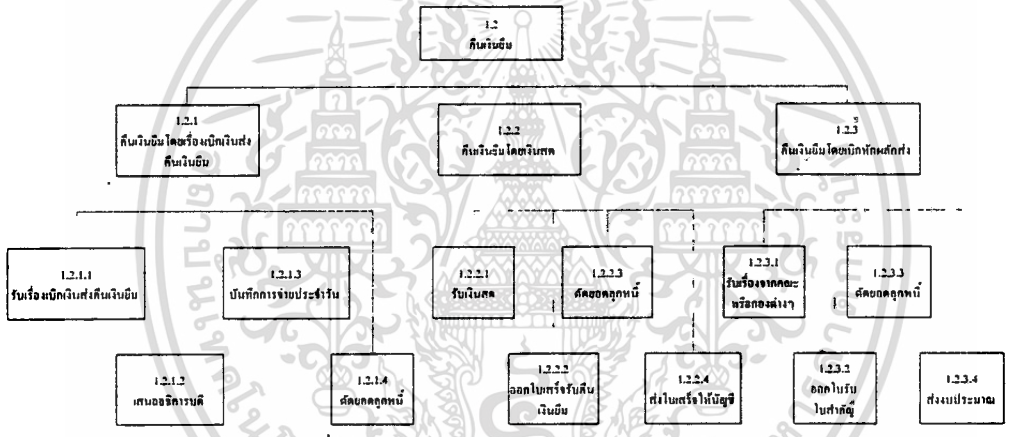 1.2
คืนเงินยืม
1.2.1
คืนเงินยืมโดยเรื่องเบิกเงินส่ง
คืนเงินยืม
1.2.2
คืนเงินยืมโดยเงินสด
1.2.3
คืนเงินยืมโดยเบิกหักผลักส่ง
1.2.1.1
รับเรื่องเบิกเงินส่งคืนเงินยืม
1.2.1.3
บันทึกการจ่ายประจำวัน
1.2.2.1
รับเงินสด
1.2.2.3
ตัดยอดลูกหนี้
1.2.3.1
รับเรื่องจากคณะ
หรือกองต่างๆ
1.2.3.3
ตัดยอดลูกหนี้
1.2.1.2
เสนออธิการบดี
1.2.1.4
ตัดยอดลูกหนี้
1.2.2.2
ออกใบเสร็จรับคืน
เงินยืม
1.2.2.4
ส่งใบเสร็จให้บัญชี
1.2.3.2
ออกใบรับ
ใบสำคัญ
1.2.3.4
ส่งงบประมาณ